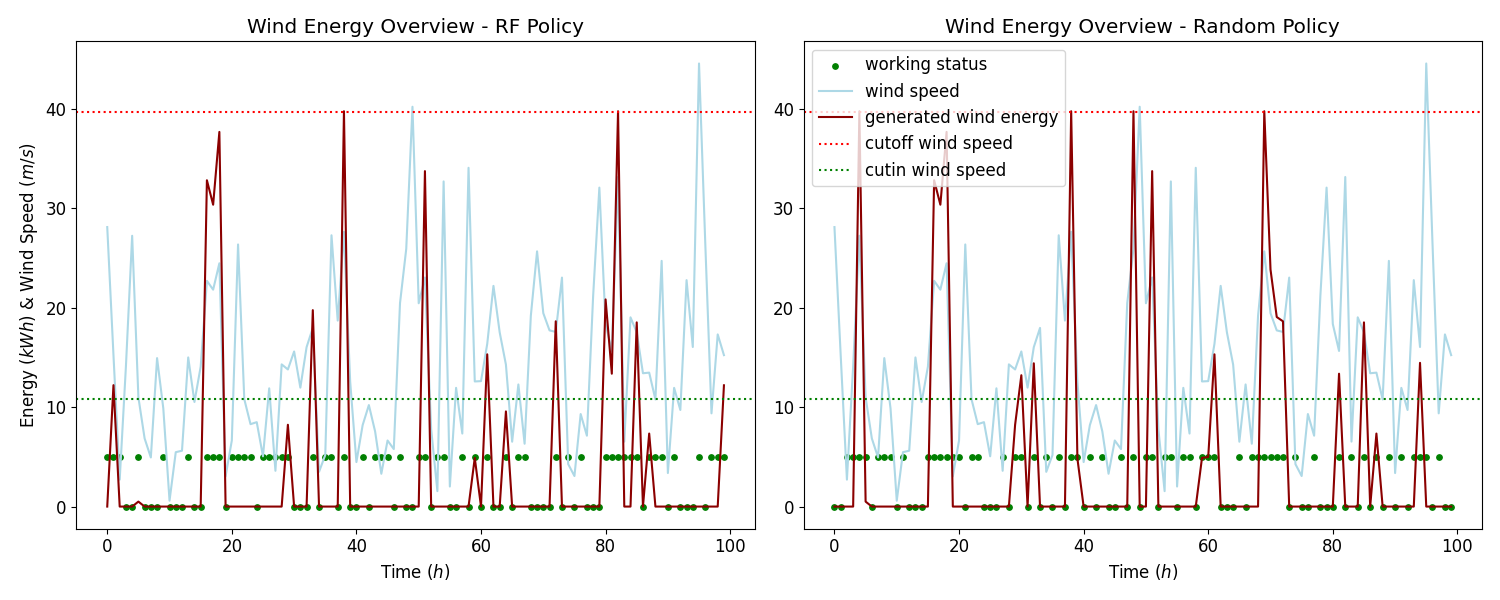 Wind Energy Overview - RF Policy
Energy (kWh) & Wind Speed (m/s)
40
30
20
10
0
0 20 40 60 80 100
Time (h)
Wind Energy Overview - Random Policy
working status
wind speed
generated wind energy
cutoff wind speed
cutin wind speed
40
30
20
10
0
0 20 40 60 80 100
Time (h)